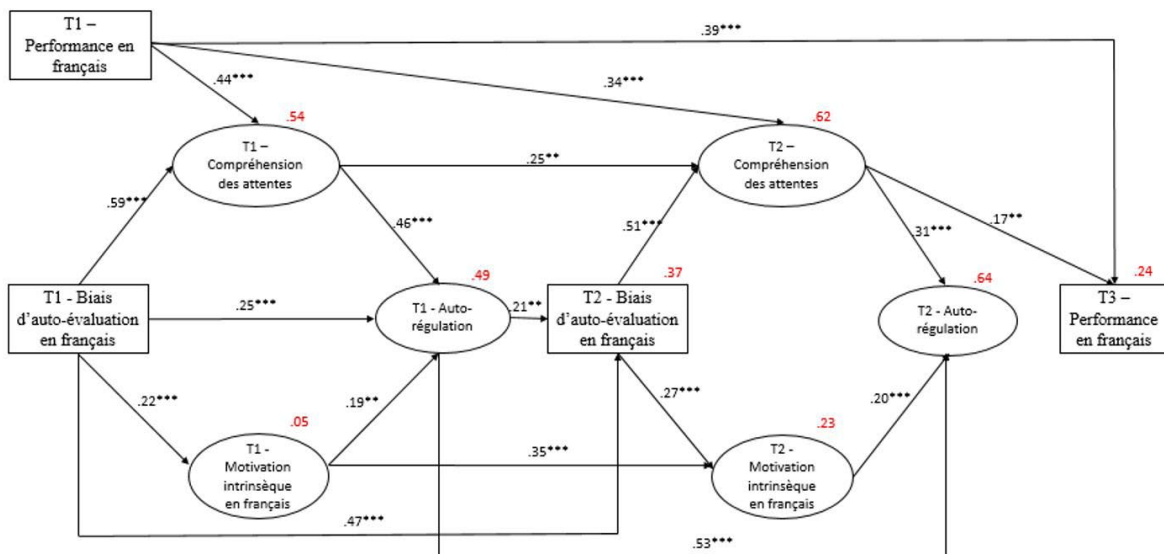 T1 –
Performance en
français
.39***
.44***
.34***
.54
.62
T1 –
Compréhension
des attentes
.25**
T2 –
Compréhension
des attentes
.59***
.46***
.51***
.31***
.17**
.49
.37
.64
.24
T1 - Biais
d’auto-évaluation
en français
.25***
T1 - Auto-
régulation
.21**
T2 - Biais
d’auto-évaluation
en français
T2 - Auto-
régulation
T3 –
Performance
en français
.22***
.19**
.27***
.20***
.05
.23
T1 -
Motivation
intrinsèque
en français
.35***
T2 -
Motivation
intrinsèque
en français
.47***
.53***